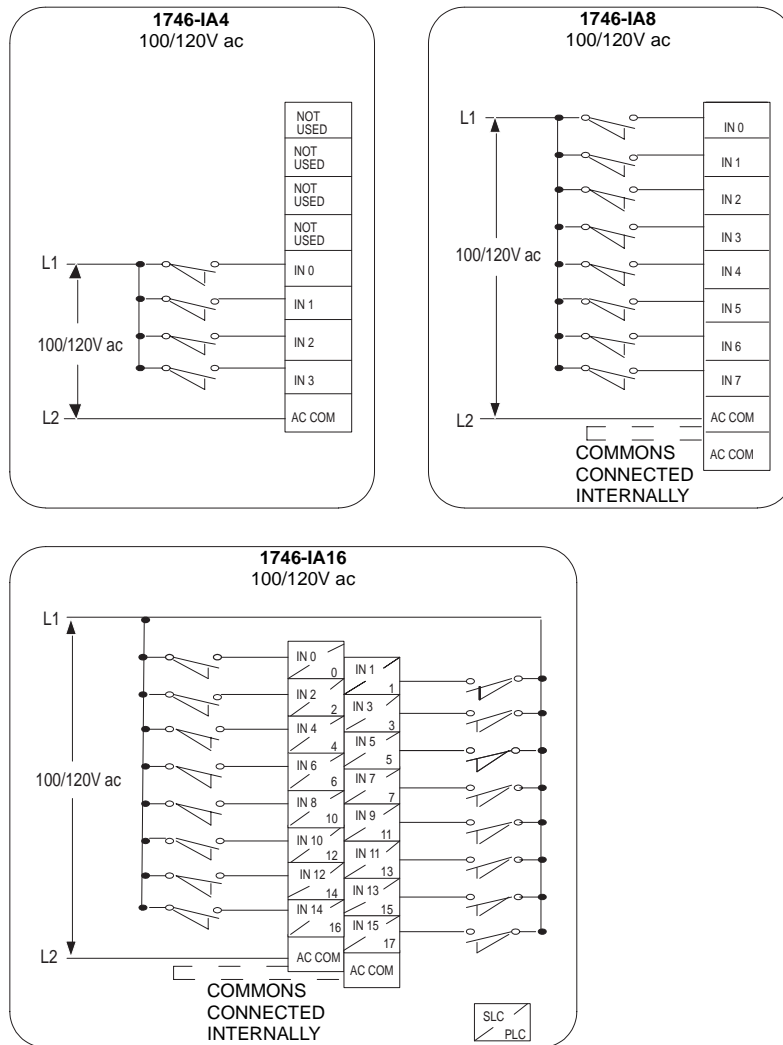 1746-IA4
100/120V ac
NOT
USED
NOT
USED
NOT
USED
NOT
USED
L1
IN 0
IN 1
100/120V ac
IN 2
IN 3
L2
AC COM
1746-IA8
100/120V ac
L1
IN 0
IN 1
IN 2
IN 3
100/120V ac
IN 4
IN 5
IN 6
IN 7
L2
AC COM
AC COM
COMMONS
CONNECTED
INTERNALLY
1746-IA16
100/120V ac
L1
IN 0
0
IN 1
1
IN 2
2
IN 3
3
IN 4
4
IN 5
5
100/120V ac
IN 6
6
IN 7
7
IN 8
10
IN 9
11
IN 10
12
IN 11
13
IN 12
14
IN 13
15
IN 14
16
IN 15
17
L2
AC COM
AC COM
COMMONS
CONNECTED
INTERNALLY
SLC
PLC